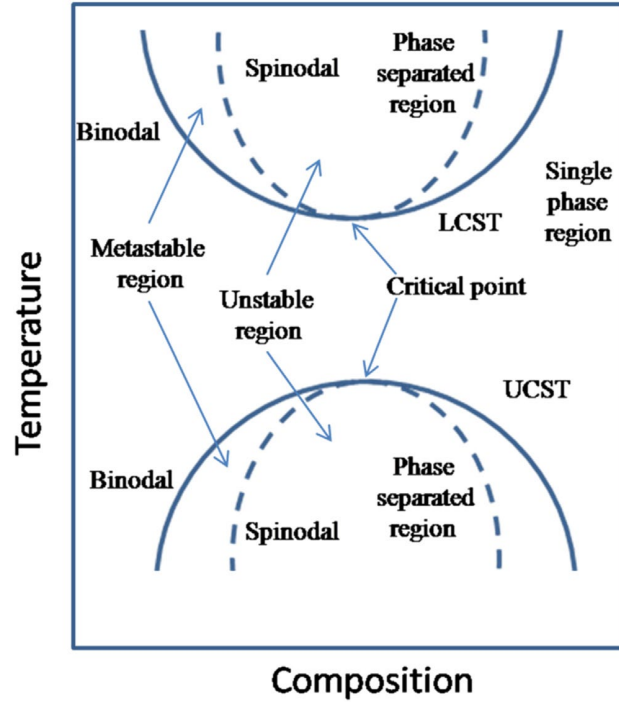 Phase
separated
region
Spinodal
Binodal
Single
phase
region
LCST
Metastable
region
Unstable
region
Critical point
UCST
Binodal
Phase
separated
region
Spinodal
Temperature
Composition